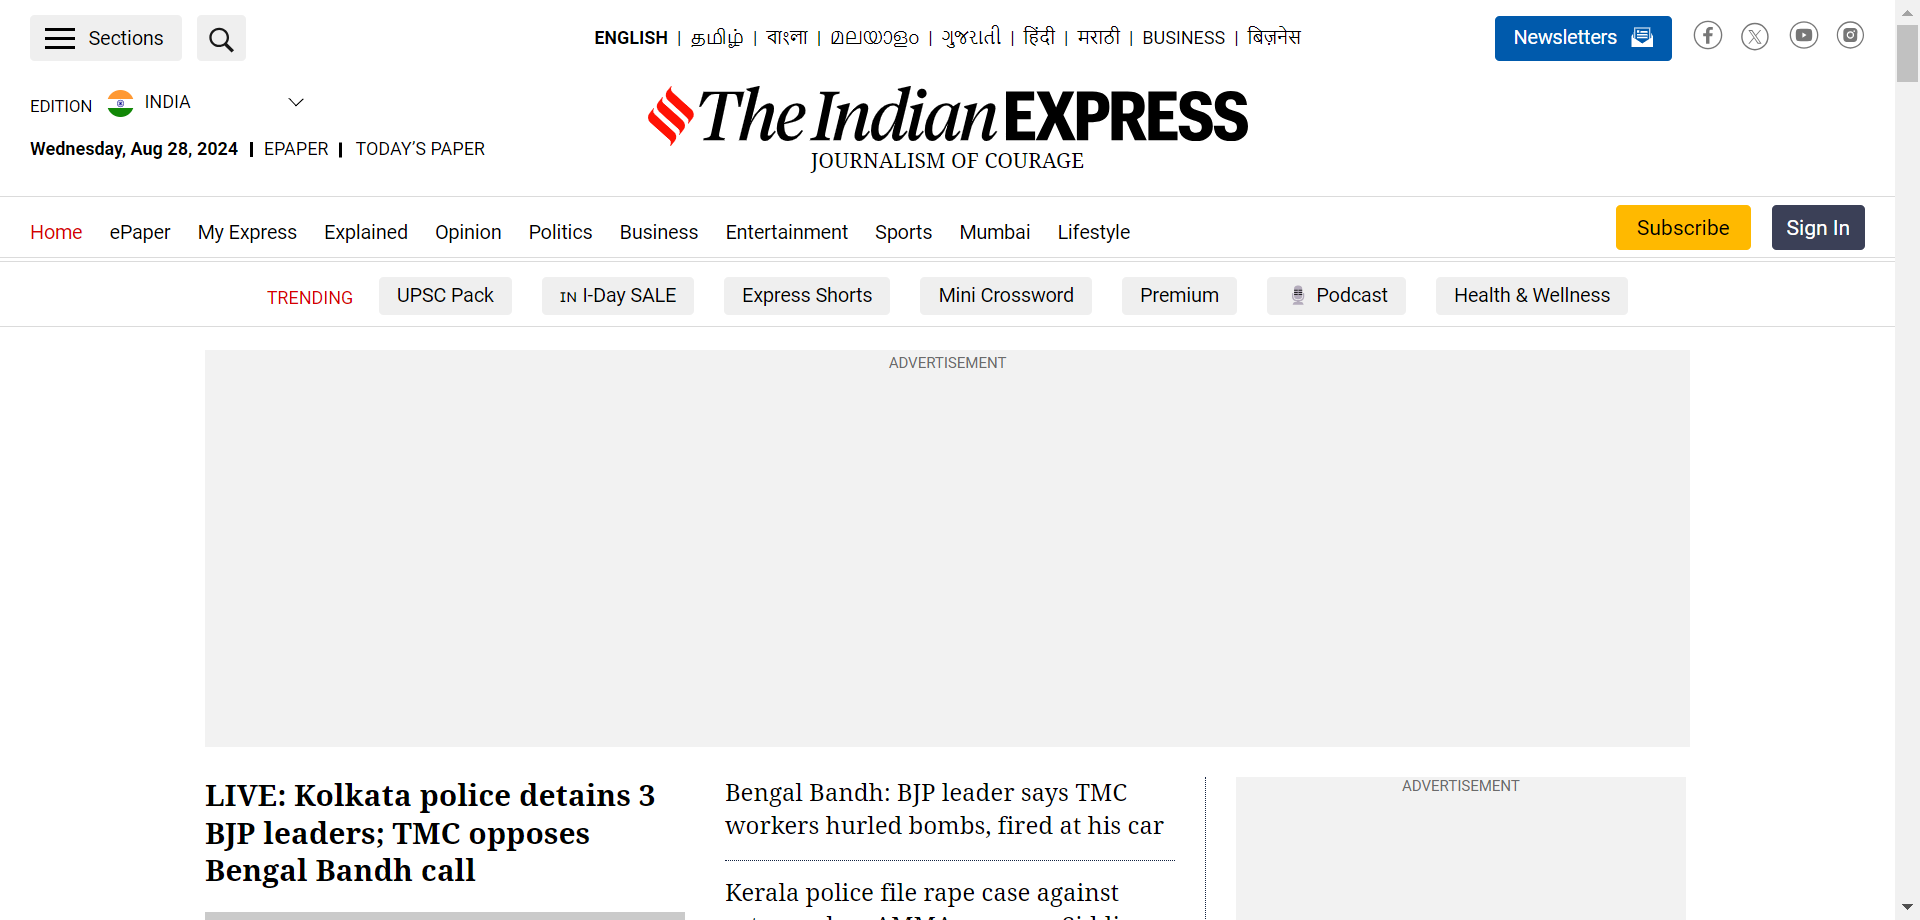 Sections
ENGLISH | தமிழ் | বাংলা | മലയാളം | ગુજરાતી | हिंदी | मराठी | BUSINESS | बिज़नेस
Newsletters
EDITION INDIA
Wednesday, Aug 28, 2024 | EPAPER | TODAY’S PAPER
The Indian EXPRESS
JOURNALISM OF COURAGE
Home ePaper My Express Explained Opinion Politics Business Entertainment Sports Mumbai Lifestyle
Subscribe Sign In
TRENDING UPSC Pack IN I-Day SALE Express Shorts Mini Crossword Premium Podcast Health & Wellness
ADVERTISEMENT
LIVE: Kolkata police detains 3
BJP leaders; TMC opposes
Bengal Bandh call
Bengal Bandh: BJP leader says TMC
workers hurled bombs, fired at his car
Kerala police file rape case against
ADVERTISEMENT